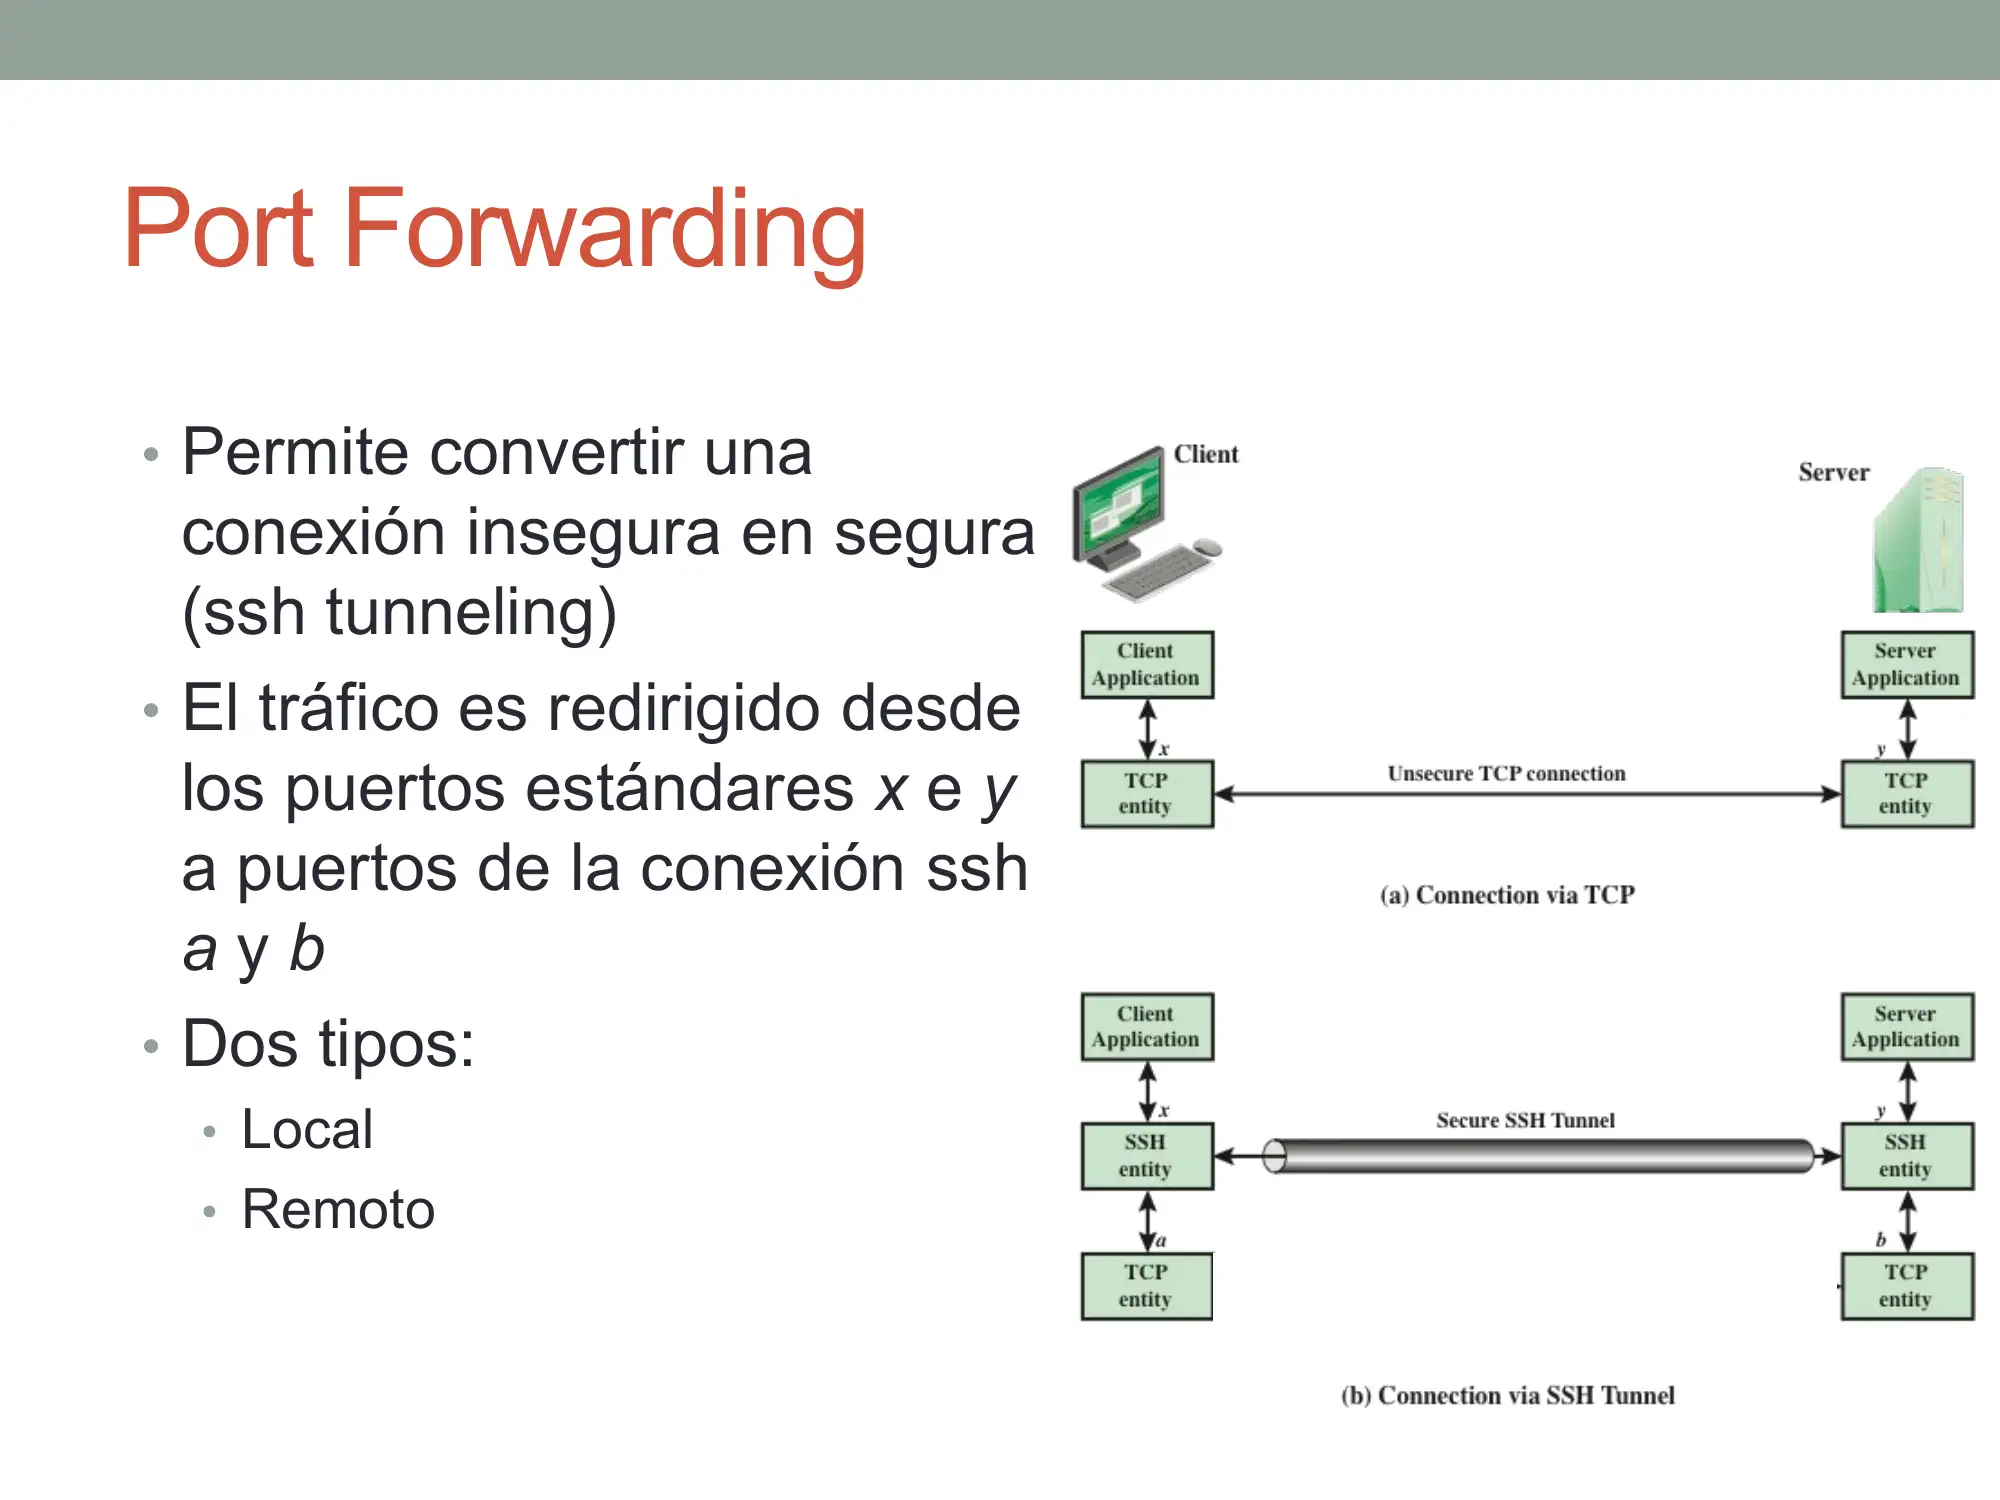 Port Forwarding
• Permite convertir una
conexión insegura en segura
(ssh tunneling)
• El tráfico es redirigido desde
los puertos estándares x e y
a puertos de la conexión ssh
a y b
• Dos tipos:
• Local
• Remoto
Client
Server
Client
Application
Server
Application
x
y
TCP
entity
Unsecure TCP connection
TCP
entity
(a) Connection via TCP
Client
Application
Server
Application
x
y
SSH
entity
Secure SSH Tunnel
SSH
entity
a
b
TCP
entity
TCP
entity
(b) Connection via SSH Tunnel